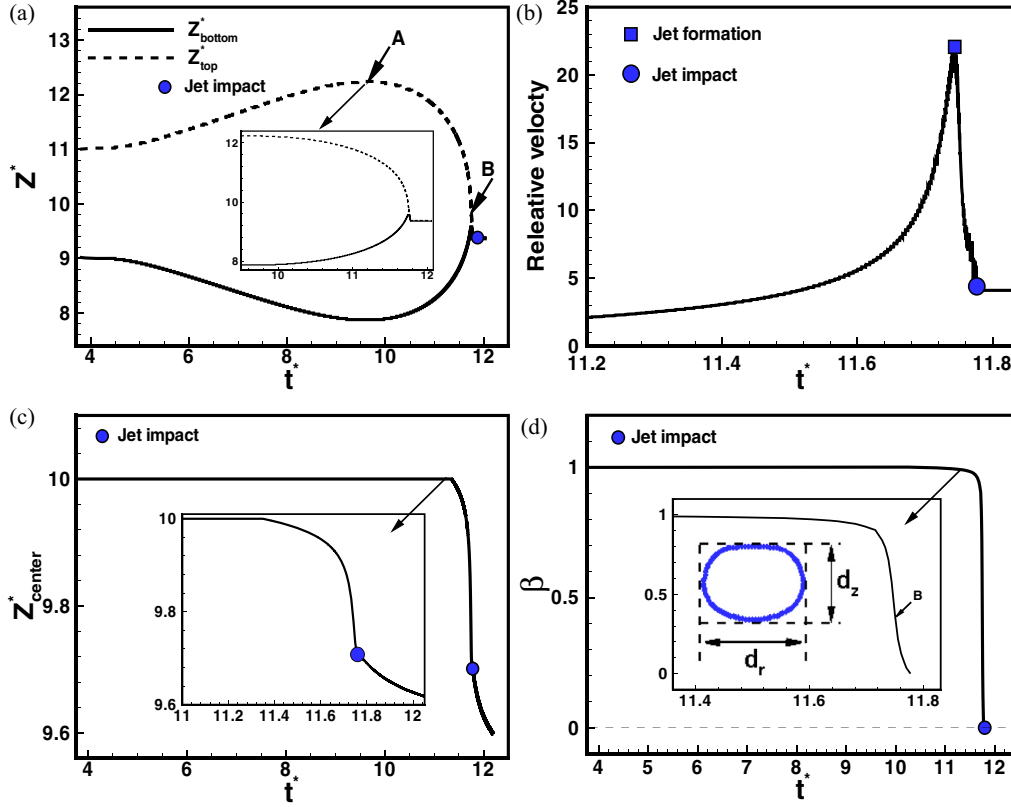 (a)
Z*bottom
Z*top
Jet impact
A
B
13
12
11
10
9
8
Z*
12
10
8
10
11
12
4
6
8
10
12
t*
(b)
Jet formation
Jet impact
25
20
15
10
5
0
Releative velocty
11.2
11.4
11.6
11.8
t*
(c)
Jet impact
10
9.8
9.6
Z*center
10
9.8
9.6
11
11.2
11.4
11.6
11.8
12
4
6
8
10
12
t*
(d)
Jet impact
1
0.5
0
β
1
0.5
0
dz
dr
B
11.4
11.6
11.8
4
5
6
7
8
9
10
11
12
13
t*